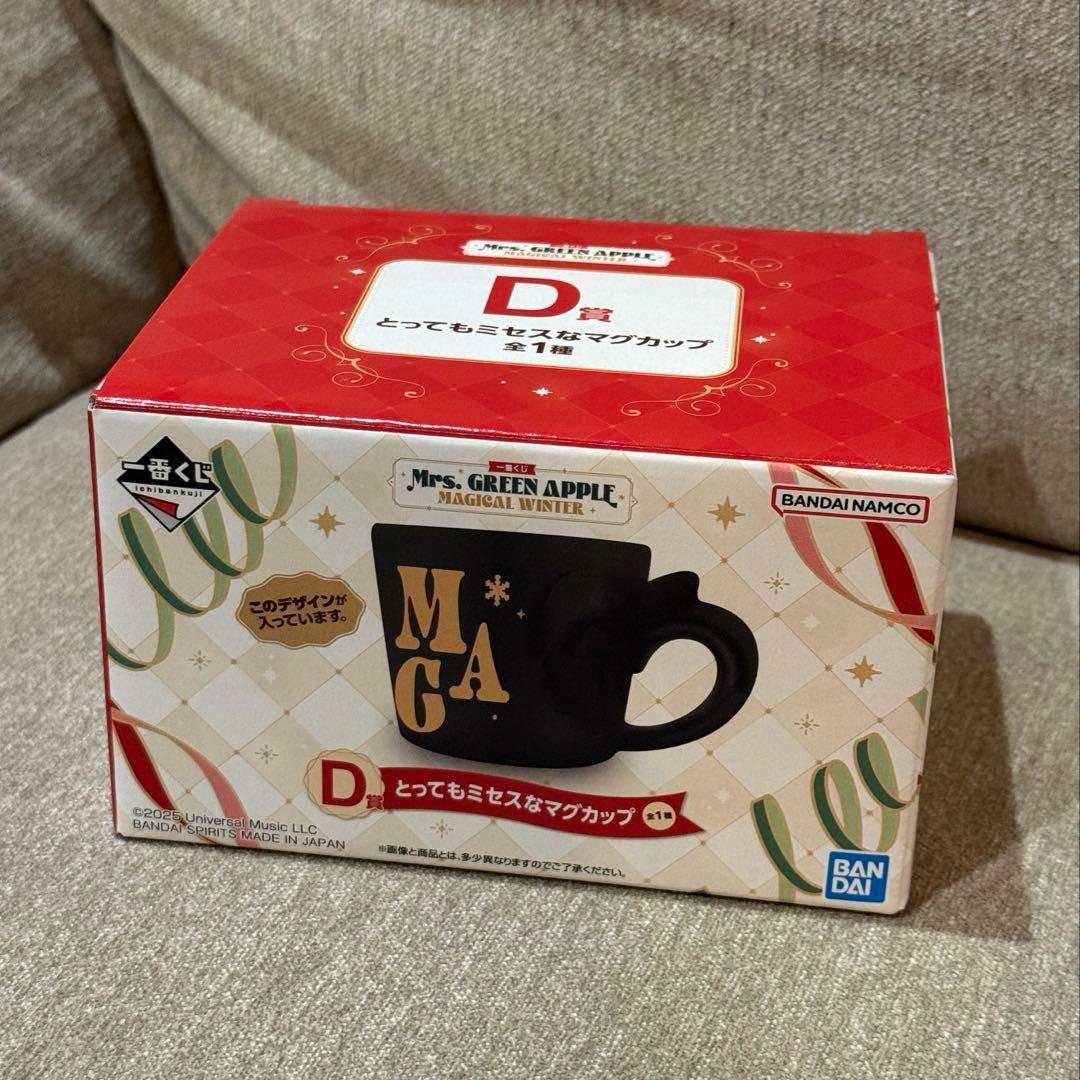 Mrs. GREEN APPLE
MAGICAL WINTER
D賞
とってもミセスなマグカップ
全1種
一番くじ
ichibankuji
一番くじ
Mrs. GREEN APPLE
MAGICAL WINTER
BANDAI NAMCO
このデザインが
入っています。
M
A
G
D賞 とってもミセスなマグカップ 全1種
©2025 Universal Music LLC
BANDAI SPIRITS MADE IN JAPAN
※画像と商品とは、多少異なりますのでご了承ください。
BAN
DAI